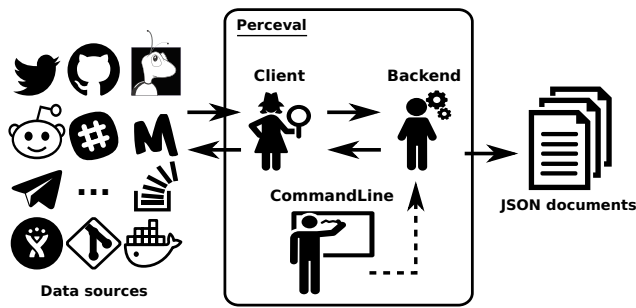 Perceval
Client
Backend
CommandLine
JSON documents
Data sources